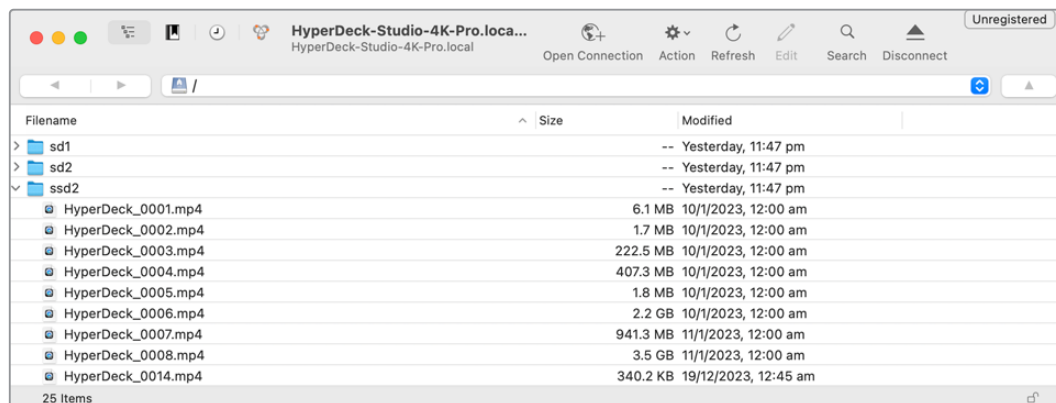 Unregistered
HyperDeck-Studio-4K-Pro.loca...
HyperDeck-Studio-4K-Pro.local
Open Connection Action Refresh Edit Search Disconnect
/
Filename Size Modified
sd1 -- Yesterday, 11:47 pm
sd2 -- Yesterday, 11:47 pm
ssd2 -- Yesterday, 11:47 pm
HyperDeck_0001.mp4 6.1 MB 10/1/2023, 12:00 am
HyperDeck_0002.mp4 1.7 MB 10/1/2023, 12:00 am
HyperDeck_0003.mp4 222.5 MB 10/1/2023, 12:00 am
HyperDeck_0004.mp4 407.3 MB 10/1/2023, 12:00 am
HyperDeck_0005.mp4 1.8 MB 10/1/2023, 12:00 am
HyperDeck_0006.mp4 2.2 GB 10/1/2023, 12:00 am
HyperDeck_0007.mp4 941.3 MB 11/1/2023, 12:00 am
HyperDeck_0008.mp4 3.5 GB 11/1/2023, 12:00 am
HyperDeck_0014.mp4 340.2 KB 19/12/2023, 12:45 am
25 Items